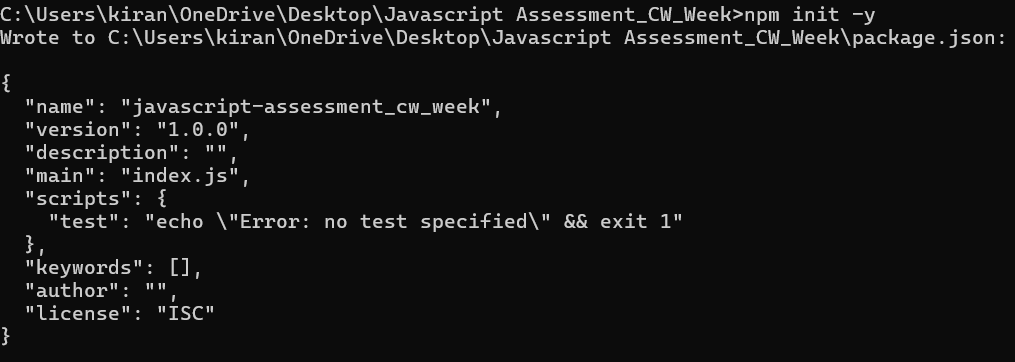 C:\Users\kiran\OneDrive\Desktop\Javascript Assessment_CW_Week>npm init -y
Wrote to C:\Users\kiran\OneDrive\Desktop\Javascript Assessment_CW_Week\package.json:

{
  "name": "javascript-assessment_cw_week",
  "version": "1.0.0",
  "description": "",
  "main": "index.js",
  "scripts": {
    "test": "echo \"Error: no test specified\" && exit 1"
  },
  "keywords": [],
  "author": "",
  "license": "ISC"
}